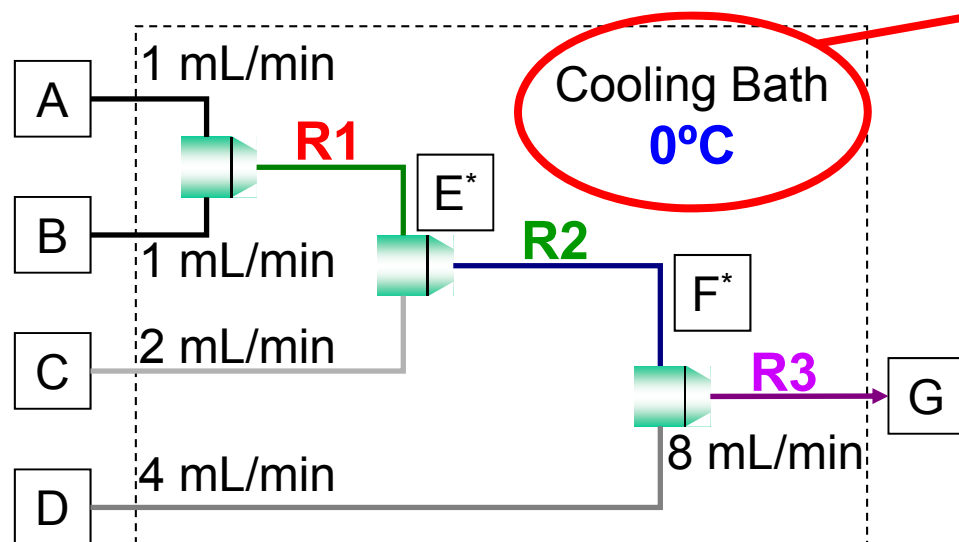 1 mL/min
A
Cooling Bath
0ºC
R1
E*
B
1 mL/min
R2
F*
2 mL/min
C
R3
G
4 mL/min
8 mL/min
D